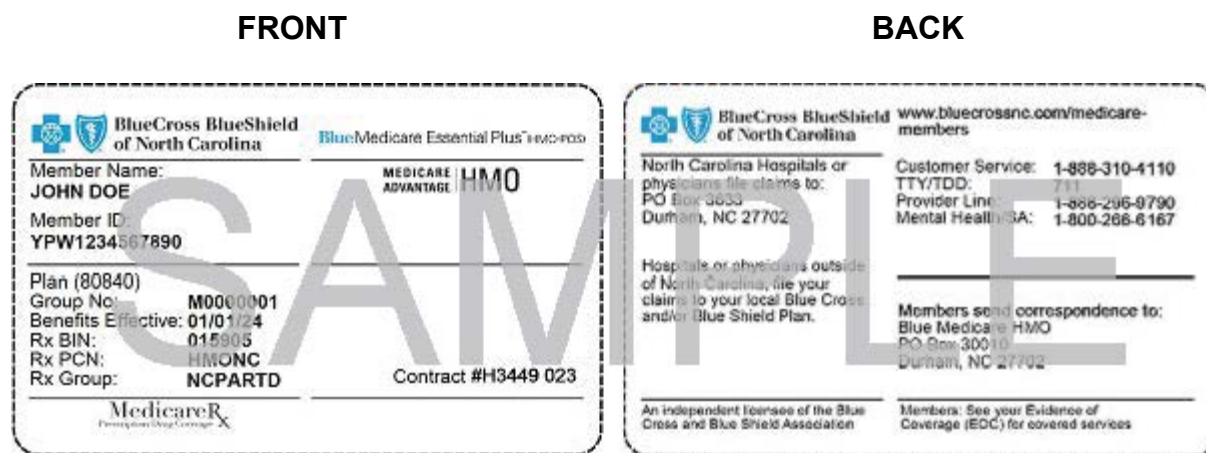 FRONT
BACK
BlueCross BlueShield
of North Carolina
BlueMedicare Essential Plus℠ HMO-POS
Member Name:
JOHN DOE
MEDICARE
ADVANTAGE HMO
Member ID:
YPW1234567890
Plan (80840)
Group No: M0000001
Benefits Effective: 01/01/24
Rx BIN: 015905
Rx PCN: HMONC
Rx Group: NCPARTD
Contract #H3449 023
MedicareRx
Prescription Drug Coverage
BlueCross BlueShield
of North Carolina
www.bluecrossnc.com/medicare-
members
North Carolina Hospitals or
physicians file claims to:
PO Box
Durham, NC 27702
Hospitals or physicians outside
of North Carolina, file your
claims to your local Blue Cross
and/or Blue Shield Plan.
Customer Service: 1-888-310-4110
TTY/TDD: 711
Provider Line: 1-888-296-9790
Mental Health/SA: 1-800-266-6167
Members send correspondence to:
Blue Medicare HMO
PO Box 30010
Durham, NC 27702
An independent licensee of the Blue
Cross and Blue Shield Association
Members: See your Evidence of
Coverage (EOC) for covered services
SAMPLE